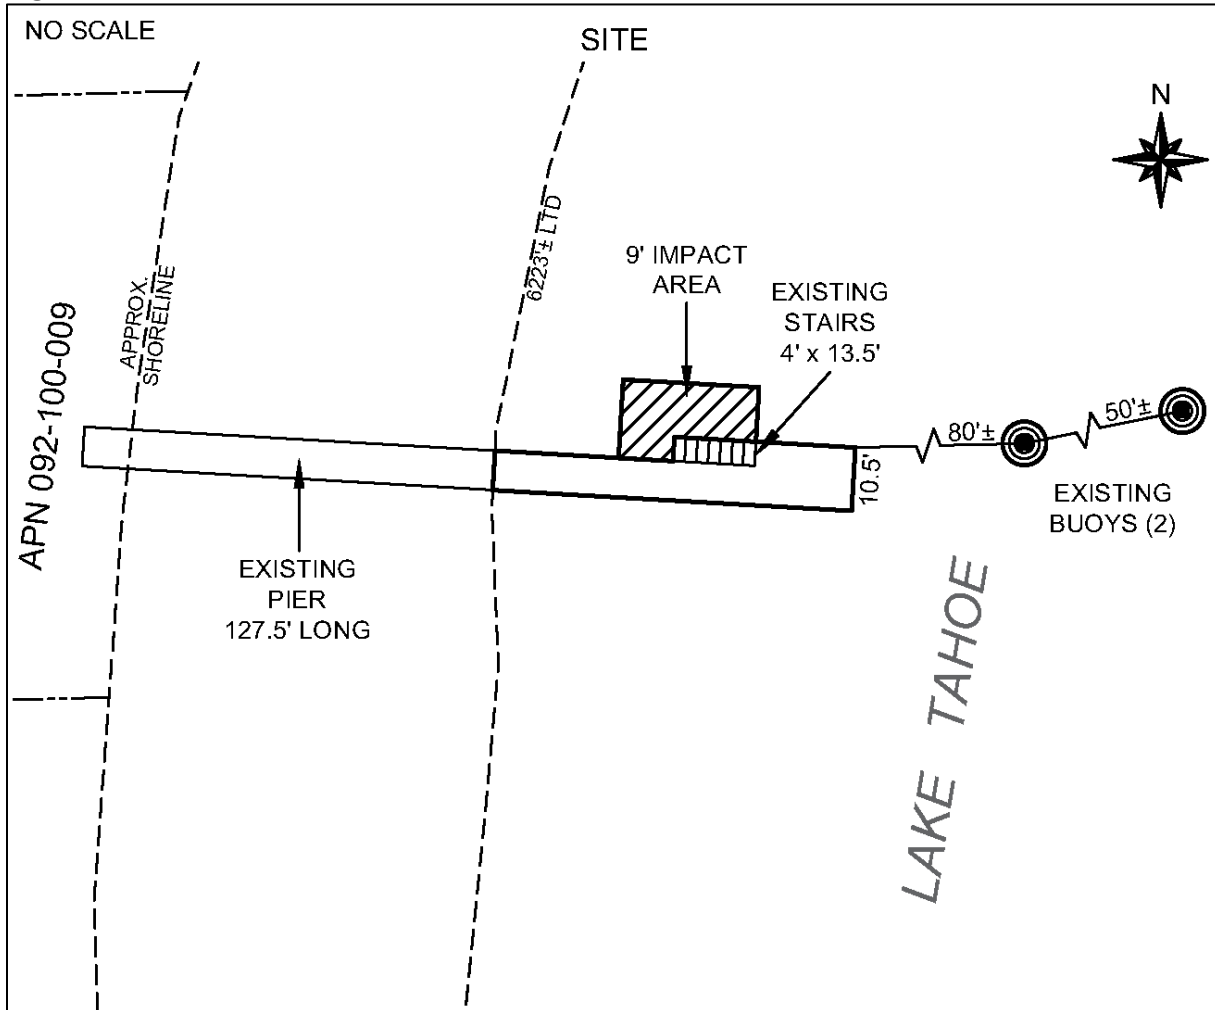 NO SCALE
SITE
N
6223'± LTD
9' IMPACT
AREA
EXISTING
STAIRS
4' x 13.5'
APPROX.
SHORELINE
APN 092-100-009
80'±
50'±
10.5'
EXISTING
BUOYS (2)
EXISTING
PIER
127.5' LONG
LAKE TAHOE